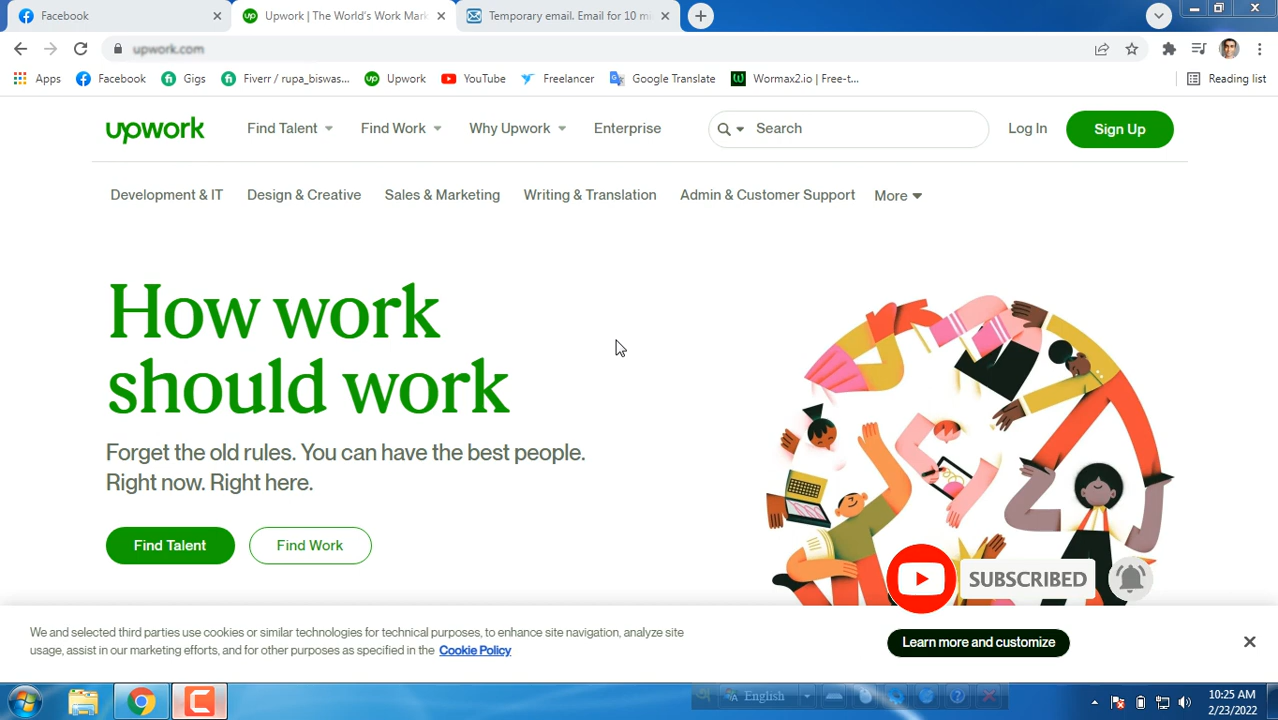 Facebook
Upwork | The World's Work Mark
Temporary email. Email for 10 mi
upwork.com
Apps
Facebook
Gigs
Fiverr / rupa_biswas...
Upwork
YouTube
Freelancer
Google Translate
Wormax2.io | Free-t...
Reading list
upwork
Find Talent
Find Work
Why Upwork
Enterprise
Search
Log In
Sign Up
Development & IT
Design & Creative
Sales & Marketing
Writing & Translation
Admin & Customer Support
More
How work
should work
Forget the old rules. You can have the best people.
Right now. Right here.
Find Talent
Find Work
SUBSCRIBED
We and selected third parties use cookies or similar technologies for technical purposes, to enhance site navigation, analyze site
usage, assist in our marketing efforts, and for other purposes as specified in the Cookie Policy
Learn more and customize
English
10:25 AM
2/23/2022